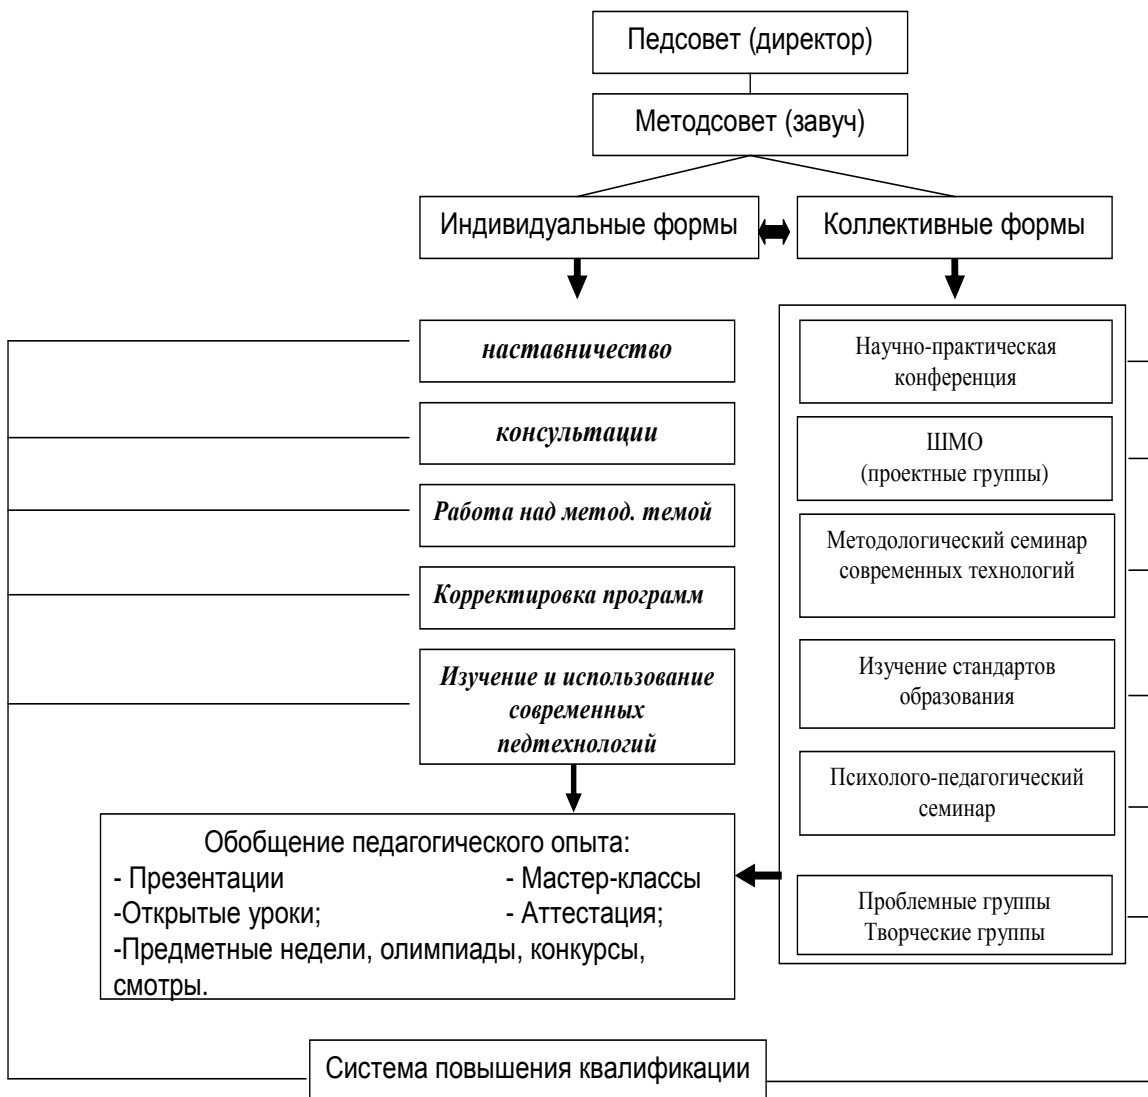 Педсовет (директор)
Методсовет (завуч)
Индивидуальные формы
Коллективные формы
наставничество
консультации
Работа над метод. темой
Корректировка программ
Изучение и использование
современных
педтехнологий
Научно-практическая
конференция
ШМО
(проектные группы)
Методологический семинар
современных технологий
Изучение стандартов
образования
Психолого-педагогический
семинар
Проблемные группы
Творческие группы
Обобщение педагогического опыта:
- Презентации - Мастер-классы
-Открытые уроки; - Аттестация;
-Предметные недели, олимпиады, конкурсы,
смотры.
Система повышения квалификации